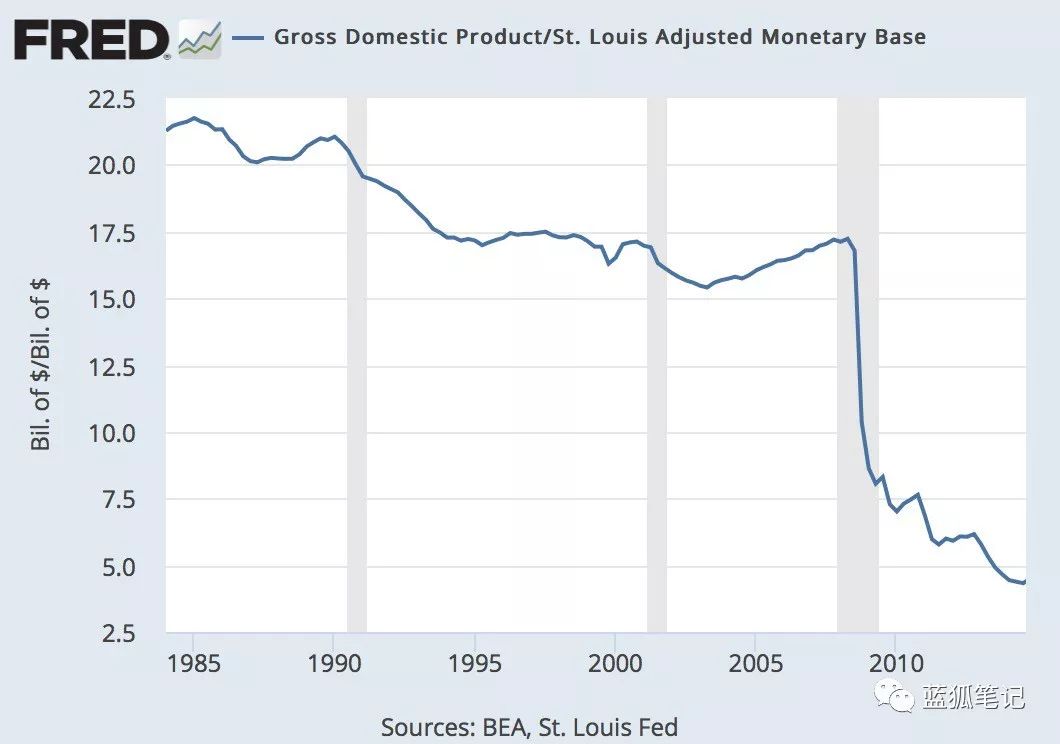 FRED® Gross Domestic Product/St. Louis Adjusted Monetary Base
22.5
20.0
17.5
15.0
12.5
10.0
7.5
5.0
2.5
Bil. of $/Bil. of $
1985 1990 1995 2000 2005 2010
蓝狐笔记
Sources: BEA, St. Louis Fed